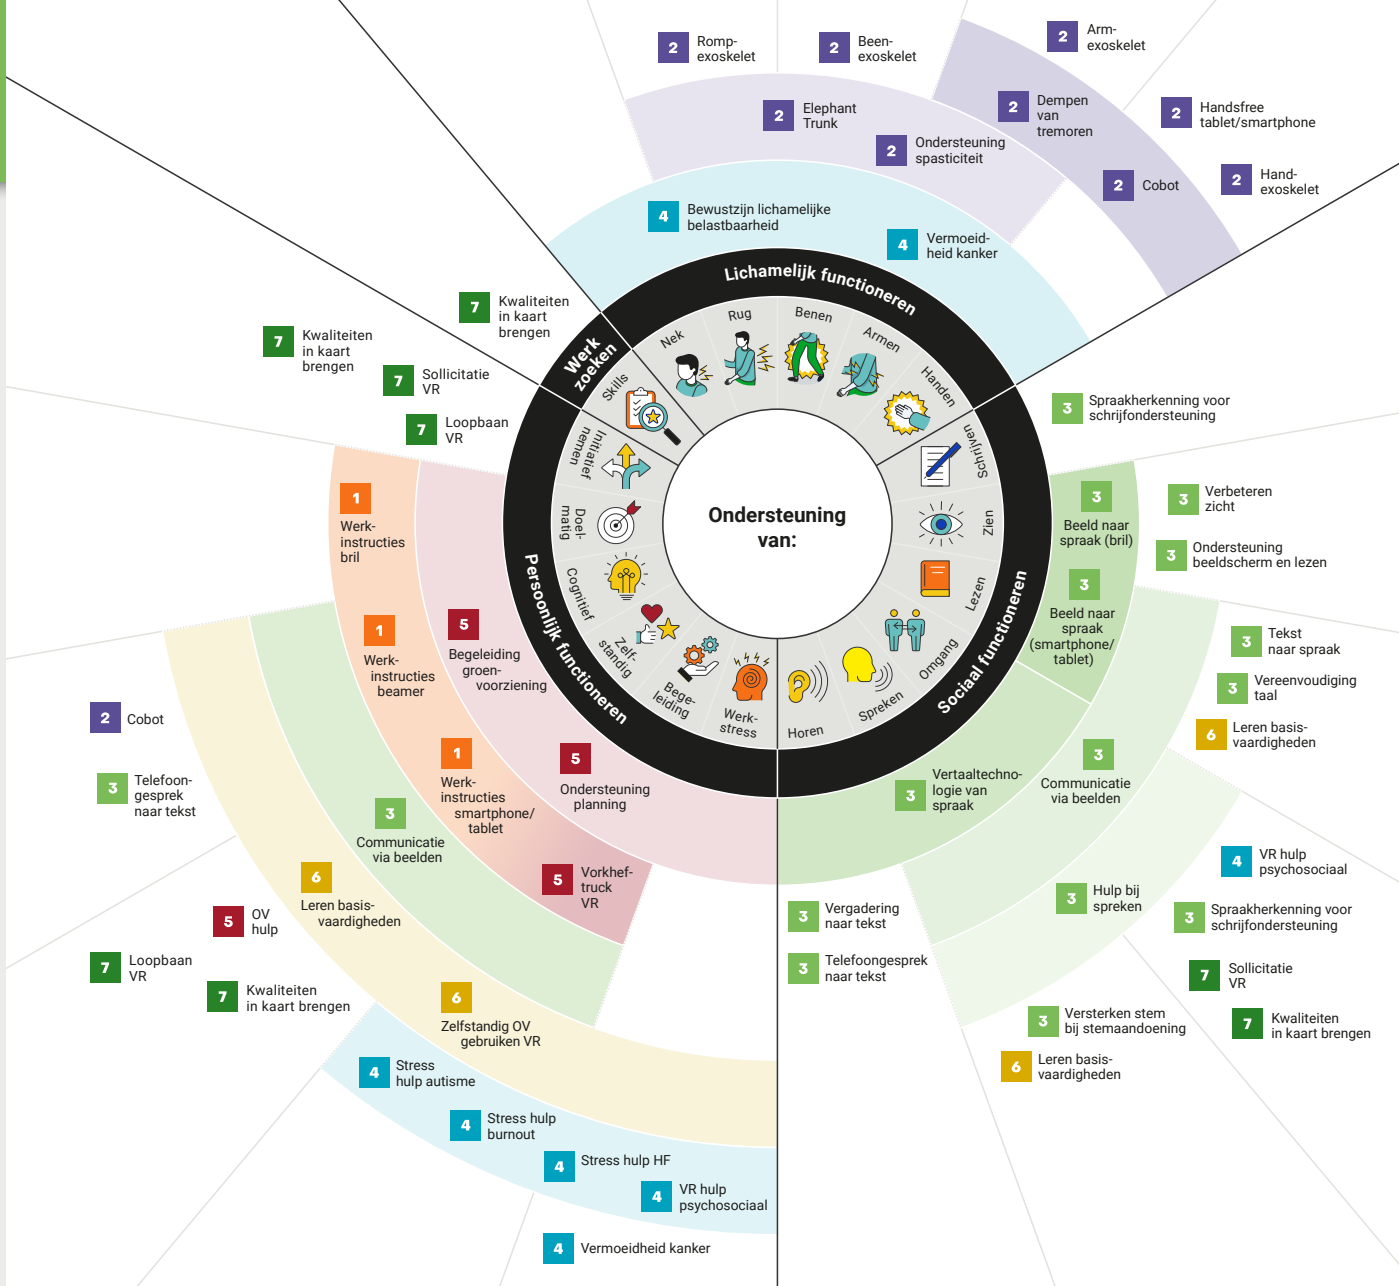 2
Romp-
exoskelet
2
Been-
exoskelet
2
Arm-
exoskelet
2
Elephant
Trunk
2
Dempen
van
tremoren
2
Handsfree
tablet/smartphone
2
Ondersteuning
spasticiteit
2
Cobot
2
Hand-
exoskelet
4
Bewustzijn lichamelijke
belastbaarheid
4
Vermoeid-
heid kanker
Lichamelijk functioneren
Nek
Rug
Benen
Armen
Handen
7
Kwaliteiten
in kaart
brengen
Werk
zoeken
Skills
7
Kwaliteiten
in kaart
brengen
7
Sollicitatie
VR
7
Loopbaan
VR
Ondersteuning
van:
Sociaal functioneren
Schrijven
Zien
Lezen
Omgang
Spreken
Horen
3
Spraakherkenning voor
schrijfondersteuning
3
Beeld naar
spraak (bril)
3
Verbeteren
zicht
3
Ondersteuning
beeldscherm en lezen
3
Beeld naar
spraak
(smartphone/
tablet)
3
Tekst
naar spraak
3
Vereenvoudiging
taal
6
Leren basis-
vaardigheden
3
Communicatie
via beelden
3
Vertaaltechno-
logie van
spraak
4
VR hulp
psychosociaal
3
Hulp bij
spreken
3
Spraakherkenning voor
schrijfondersteuning
7
Sollicitatie
VR
7
Kwaliteiten
in kaart brengen
3
Vergadering
naar tekst
3
Telefoongesprek
naar tekst
3
Versterken stem
bij stemaandoening
6
Leren basis-
vaardigheden
Persoonlijk functioneren
Initiatief
nemen
Doel-
matig
Cognitief
Zelf-
standig
Bege-
leiding
Werk-
stress
1
Werk-
instructies
bril
1
Werk-
instructies
beamer
5
Begeleiding
groen-
voorziening
1
Werk-
instructies
smartphone/
tablet
5
Ondersteuning
planning
5
Vorkhef-
truck
VR
2
Cobot
3
Telefoon-
gesprek
naar tekst
3
Communicatie
via beelden
6
Leren basis-
vaardigheden
5
OV
hulp
7
Loopbaan
VR
7
Kwaliteiten
in kaart brengen
6
Zelfstandig OV
gebruiken VR
4
Stress
hulp autisme
4
Stress hulp
burnout
4
Stress hulp HF
4
VR hulp
psychosociaal
4
Vermoeidheid kanker